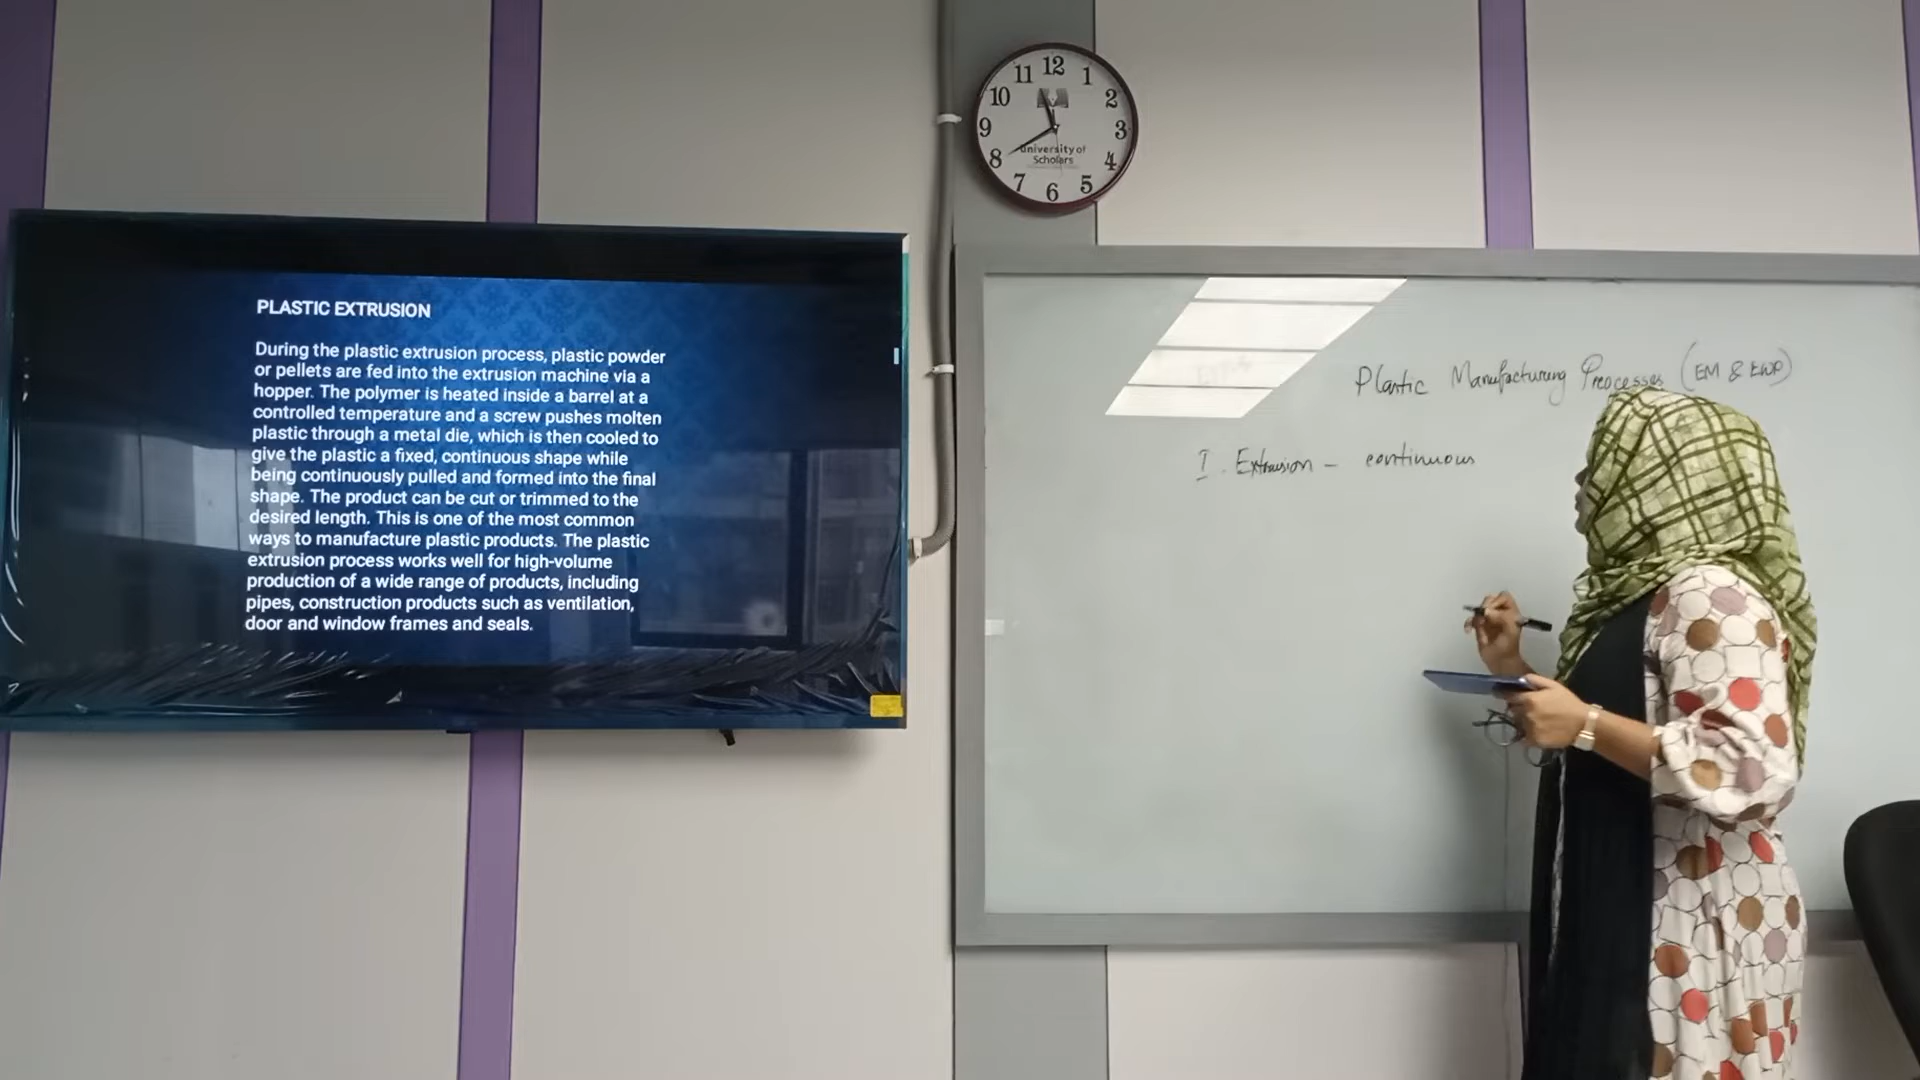 PLASTIC EXTRUSION
During the plastic extrusion process, plastic powder
or pellets are fed into the extrusion machine via a
hopper. The polymer is heated inside a barrel at a
controlled temperature and a screw pushes molten
plastic through a metal die, which is then cooled to
give the plastic a fixed, continuous shape while
being continuously pulled and formed into the final
shape. The product can be cut or trimmed to the
desired length. This is one of the most common
ways to manufacture plastic products. The plastic
extrusion process works well for high-volume
production of a wide range of products, including
pipes, construction products such as ventilation,
door and window frames and seals.
12
1
2
3
4
5
6
7
8
9
10
11
University of
Scholars
Plastic Manufacturing Processes (EM & EWP)
I. Extrusion - continuous